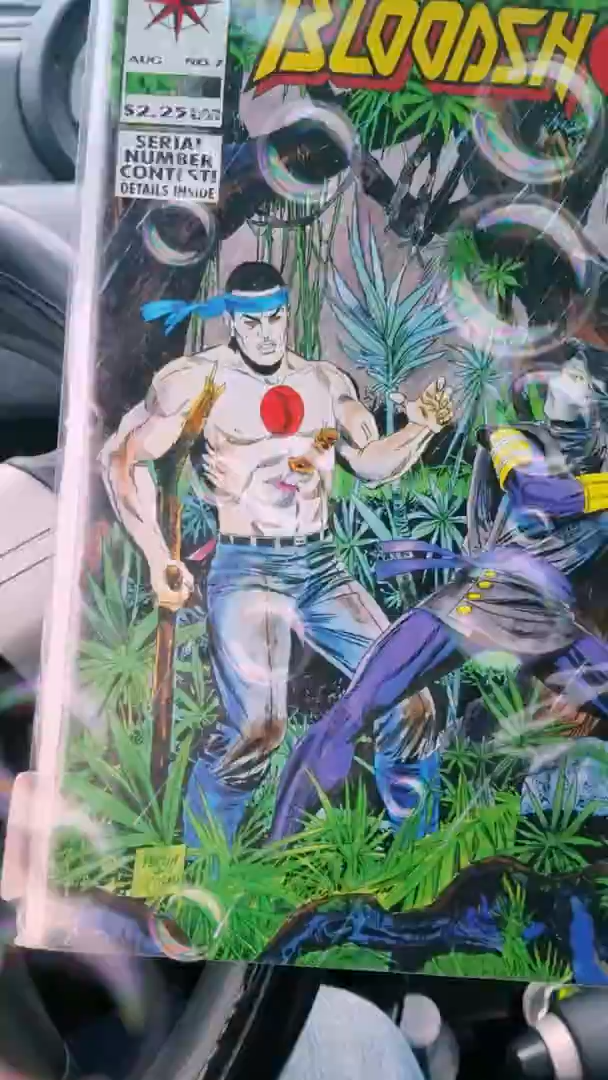 BLOODSH
AUG NO. 7
$2.25
SERIAL
NUMBER
CONTEST!
DETAILS INSIDE